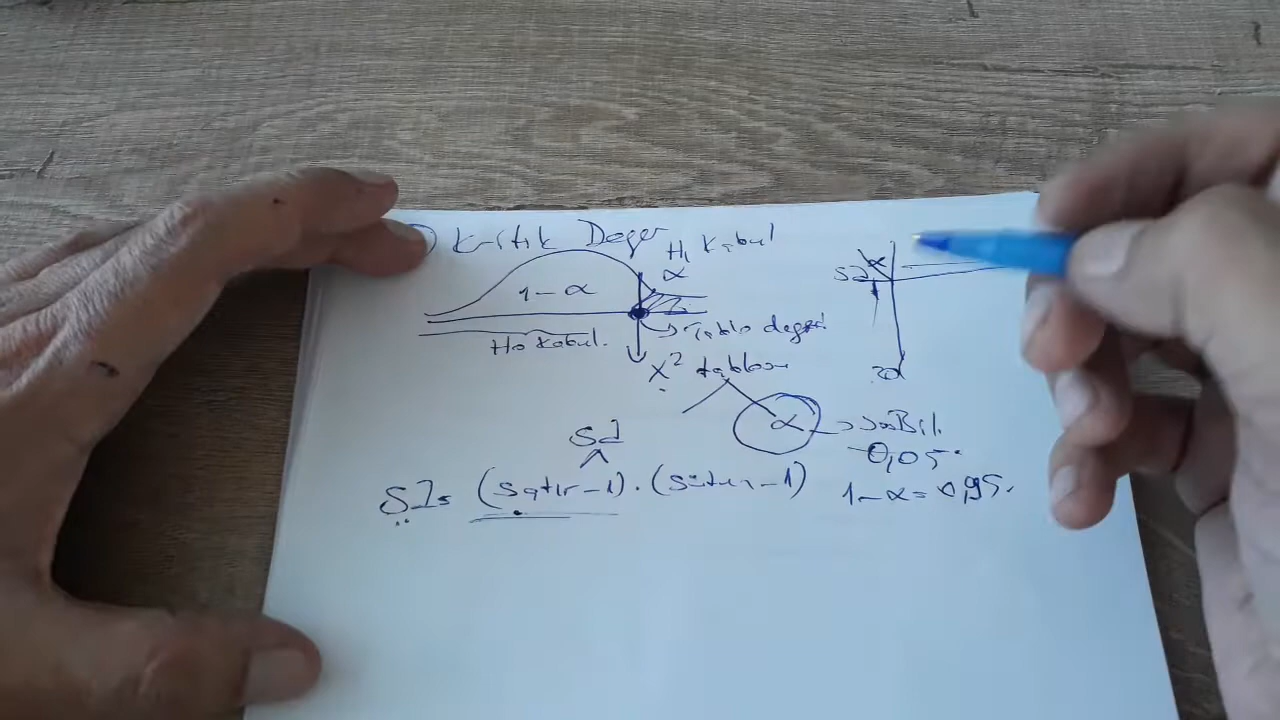 Kritik Değer
H₁ Kabul
α
1-α
H₀ Kabul.
Tablo değeri
X² tablosu
α
0,05
1-α = 0,95.
sd
sd = (satır-1).(sütun-1)
sd α